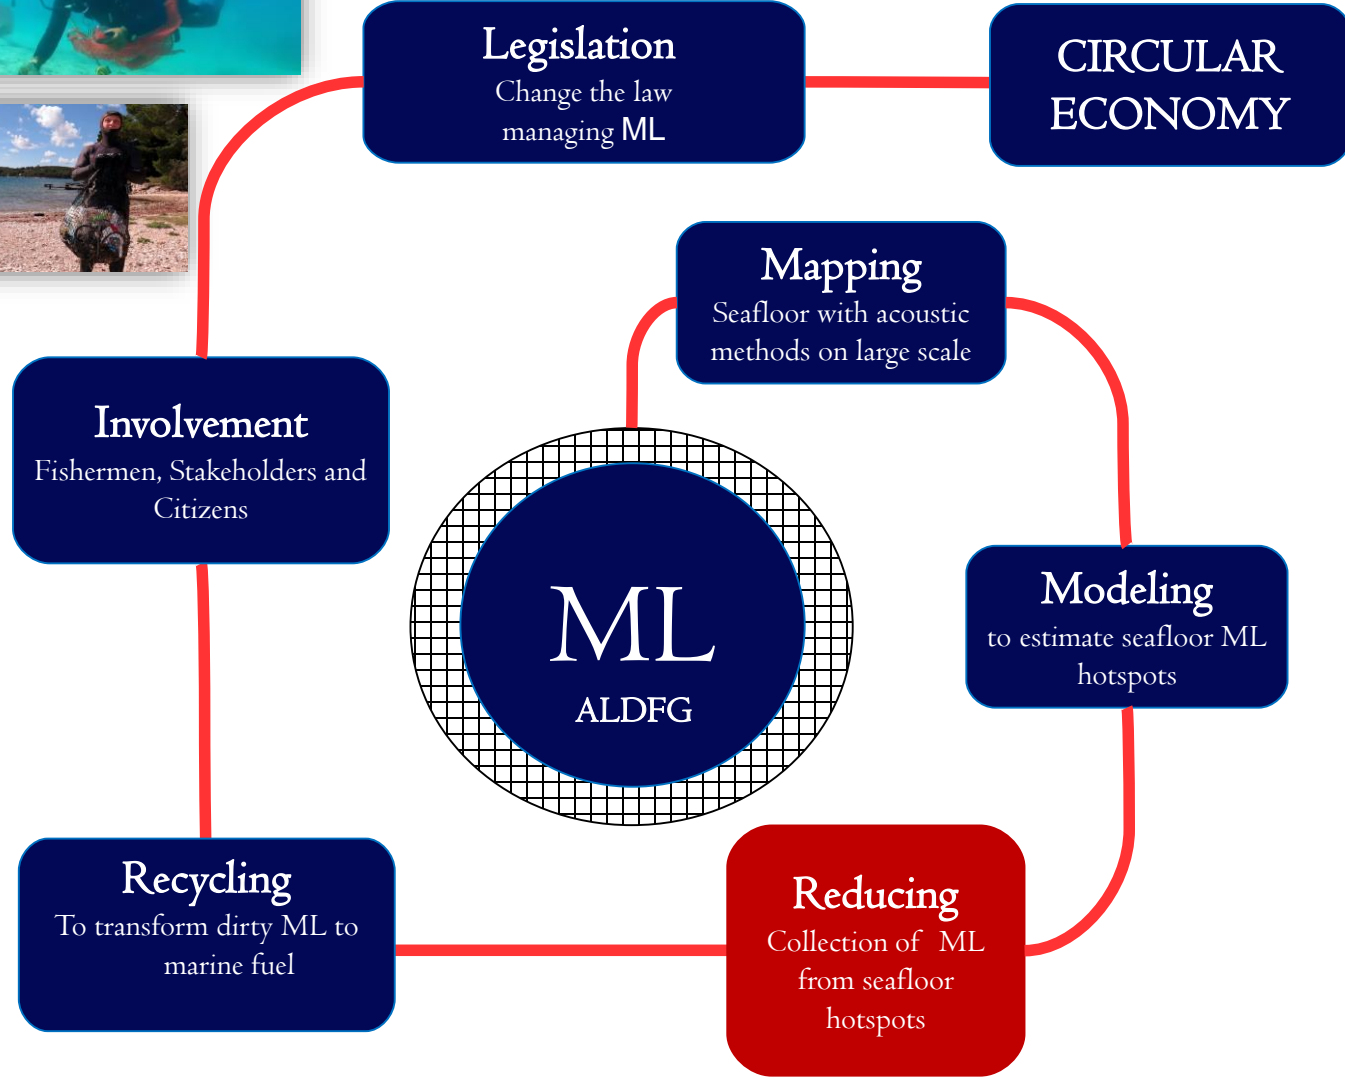 Legislation
Change the law
managing ML
CIRCULAR
ECONOMY
Mapping
Seafloor with acoustic
methods on large scale
Involvement
Fishermen, Stakeholders and
Citizens
ML
ALDFG
Modeling
to estimate seafloor ML
hotspots
Recycling
To transform dirty ML to
marine fuel
Reducing
Collection of ML
from seafloor
hotspots